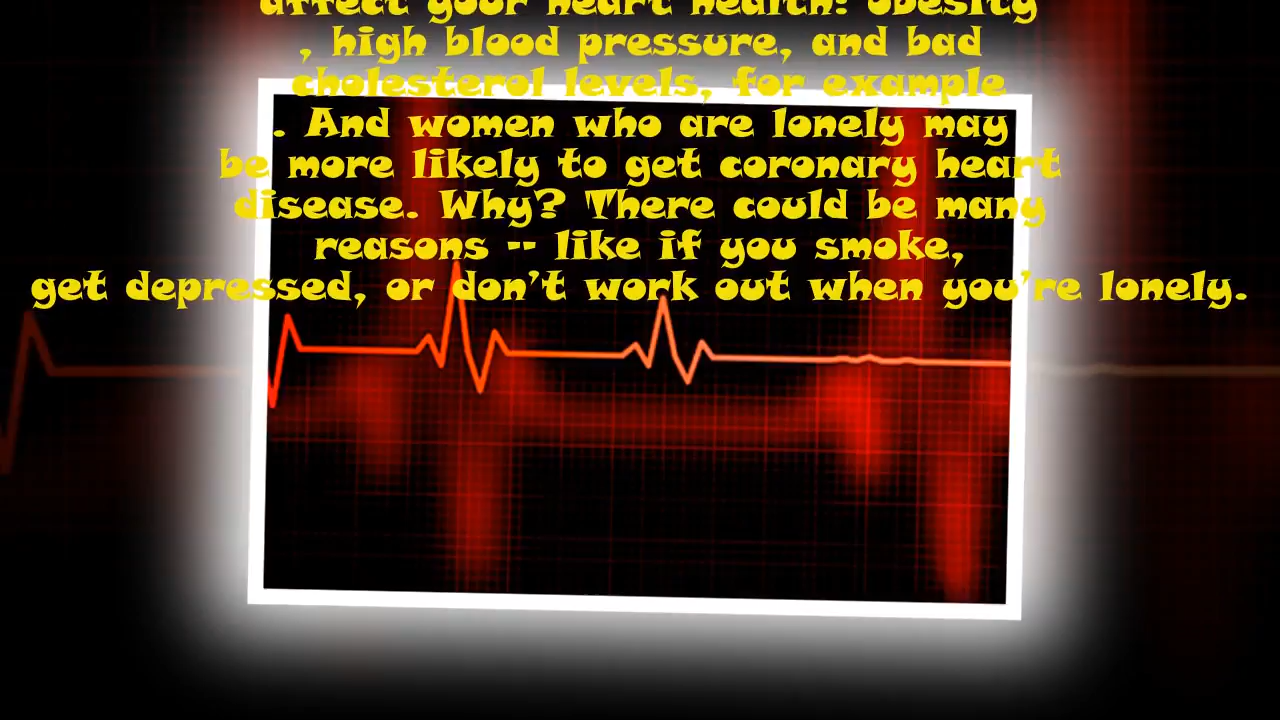 affect your heart health: obesity
, high blood pressure, and bad
cholesterol levels, for example
. And women who are lonely may
be more likely to get coronary heart
disease. Why? There could be many
reasons -- like if you smoke,
get depressed, or don't work out when you're lonely.